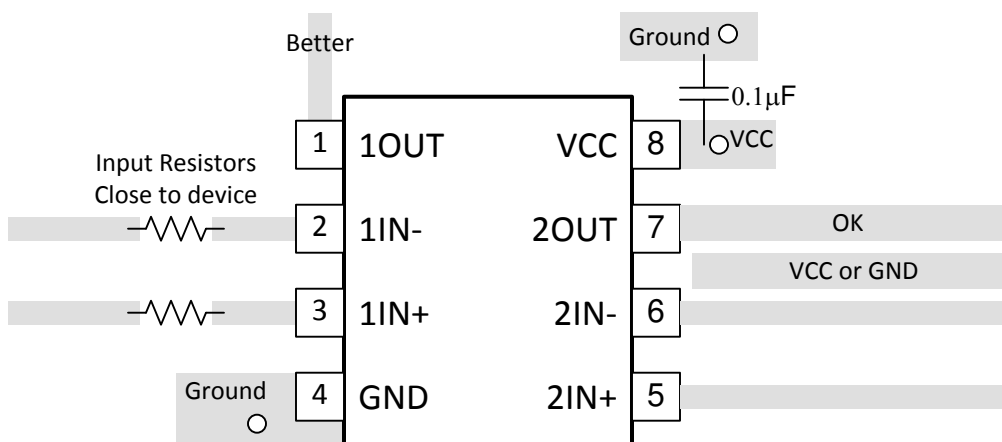 Better
Ground
0.1µF
1 1OUT VCC 8 VCC
Input Resistors
Close to device
2 1IN- 2OUT 7 OK
VCC or GND
3 1IN+ 2IN- 6
Ground
4 GND 2IN+ 5